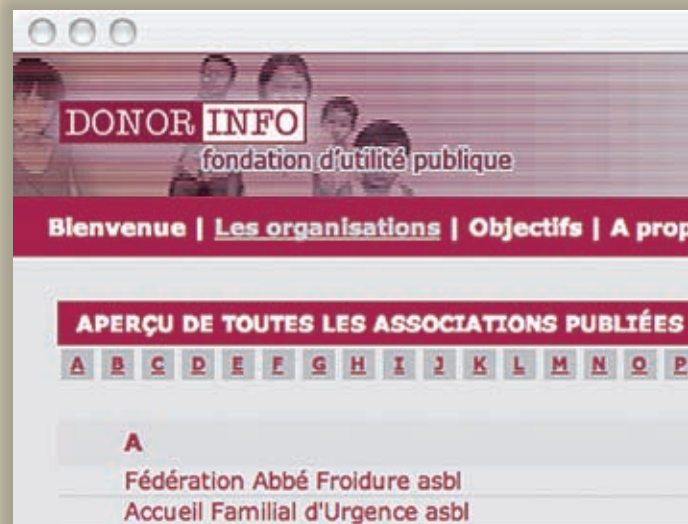 DONOR INFO
fondation d'utilité publique
Bienvenue | Les organisations | Objectifs | A
APERÇU DE TOUTES LES ASSOCIATIONS PUBLIÉES
A B C D E F G H I J K L M N O P
A
Fédération Abbé Froidure asbl
Accueil Familial d'Urgence asbl